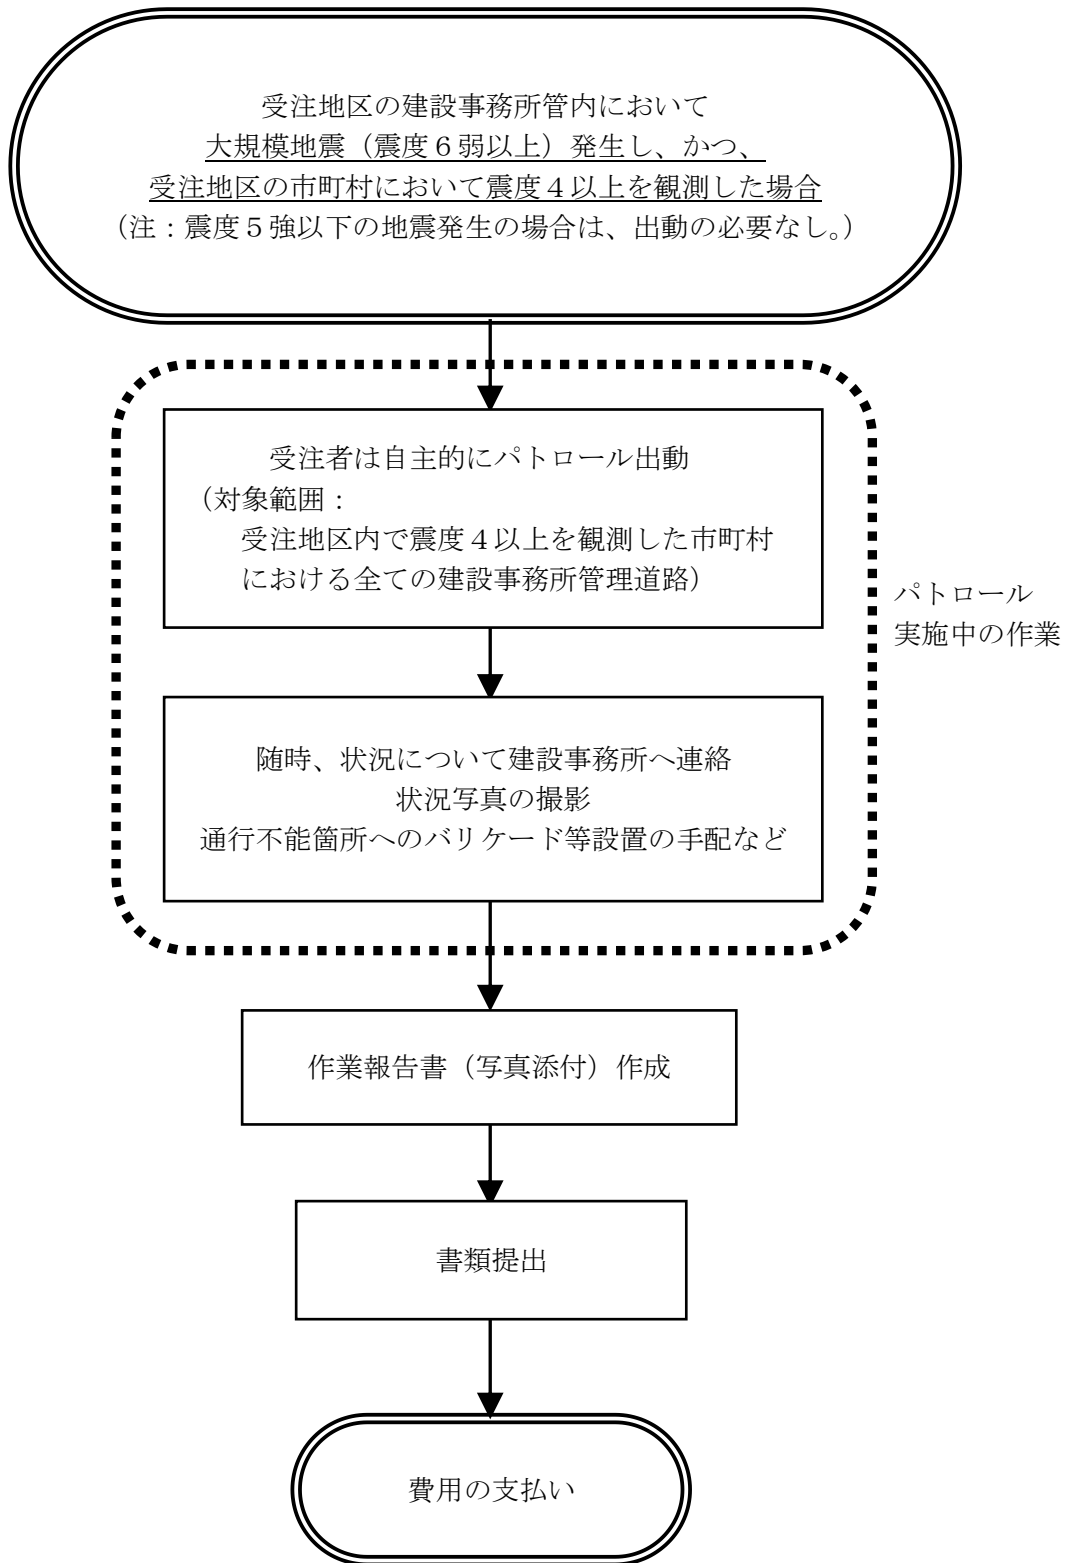 受注地区の建設事務所管内において
大規模地震（震度６弱以上）発生し、かつ、
受注地区の市町村において震度４以上を観測した場合
（注：震度５強以下の地震発生の場合は、出動の必要なし。）
受注者は自主的にパトロール出動
（対象範囲：
受注地区内で震度４以上を観測した市町村
における全ての建設事務所管理道路）
パトロール
実施中の作業
随時、状況について建設事務所へ連絡
状況写真の撮影
通行不能箇所へのバリケード等設置の手配など
作業報告書（写真添付）作成
書類提出
費用の支払い